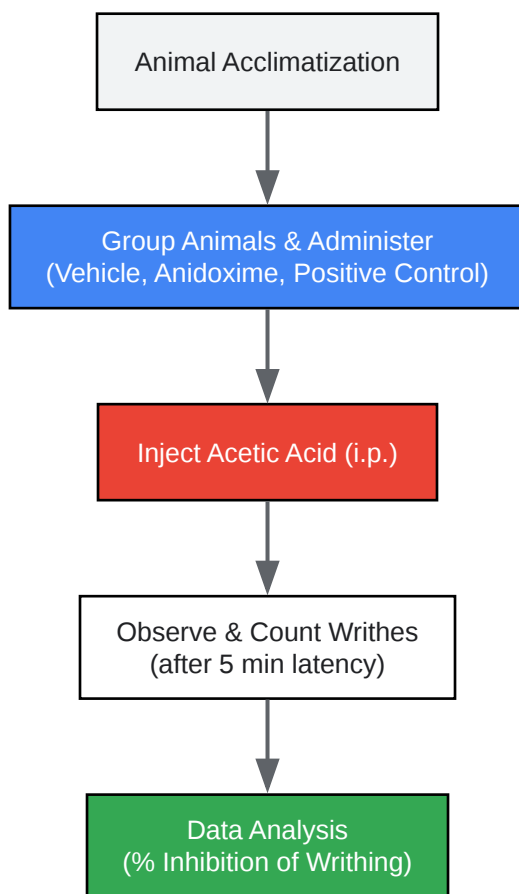 Animal Acclimatization
Group Animals & Administer
(Vehicle, Anidoxime, Positive Control)
Inject Acetic Acid (i.p.)
Observe & Count Writhes
(after 5 min latency)
Data Analysis
(% Inhibition of Writhing)